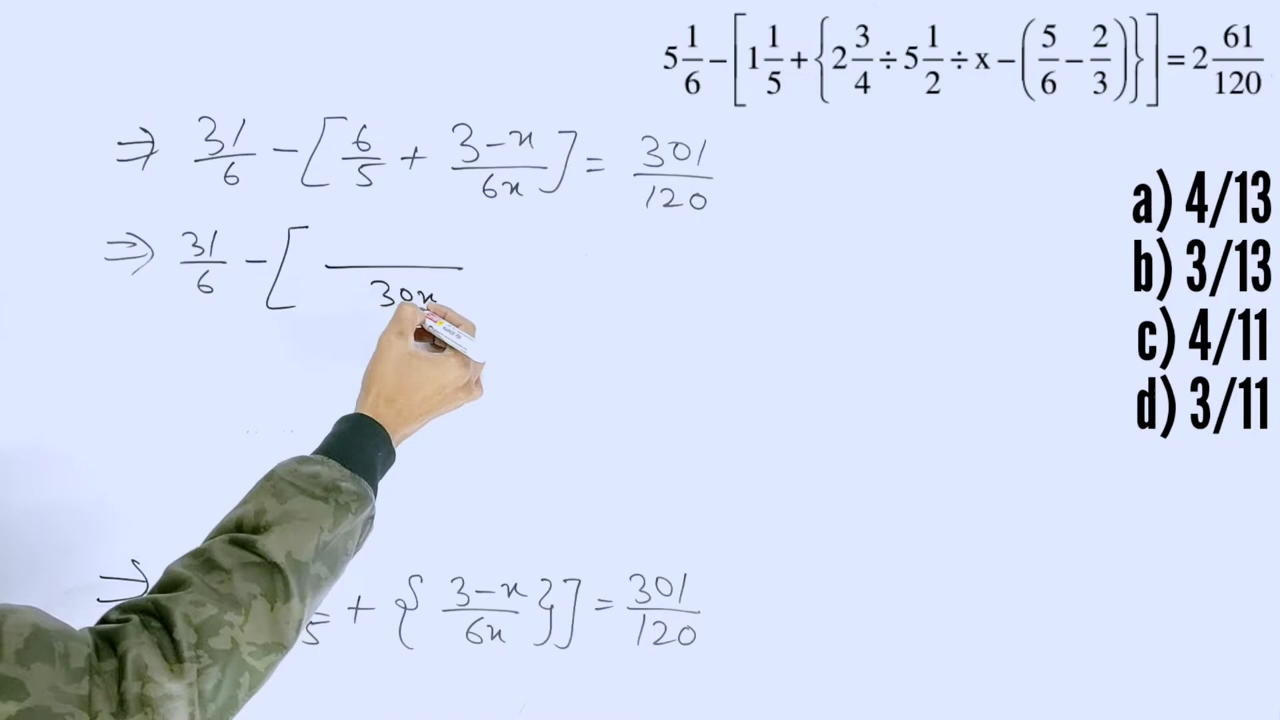 5 1/6 − [1 1/5 + {2 3/4 ÷ 5 1/2 ÷ x − (5/6 − 2/3)}] = 2 61/120
⇒ 31/6 − [6/5 + (3−x)/6x] = 301/120
⇒ 31/6 − [ /30x
a) 4/13
b) 3/13
c) 4/11
d) 3/11
⇒ 5 + {(3−x)/6x}] = 301/120